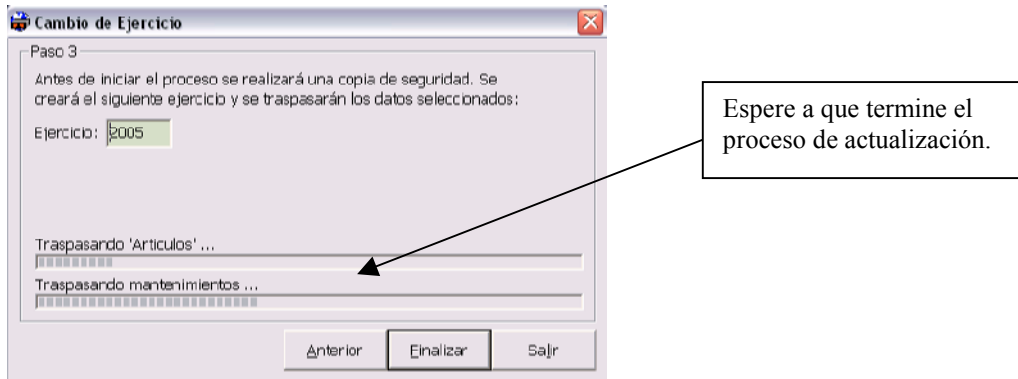 Cambio de Ejercicio
Paso 3
Antes de iniciar el proceso se realizará una copia de seguridad. Se
creará el siguiente ejercicio y se traspasarán los datos seleccionados:
Ejercicio: 2005
Traspasando 'Articulos' ...
Traspasando mantenimientos ...
Anterior Finalizar Salir
Espere a que termine el
proceso de actualización.